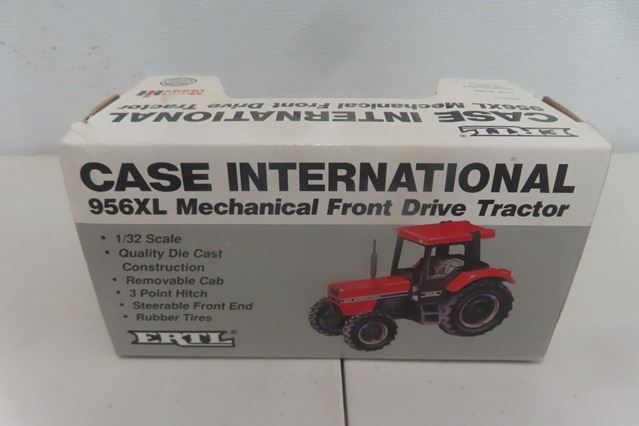 CASE INTERNATIONAL
956XL Mechanical Front Drive Tractor
ERTL®
CASE INTERNATIONAL
956XL Mechanical Front Drive Tractor
• 1/32 Scale
• Quality Die Cast
Construction
• Removable Cab
• 3 Point Hitch
• Steerable Front End
• Rubber Tires
ERTL®